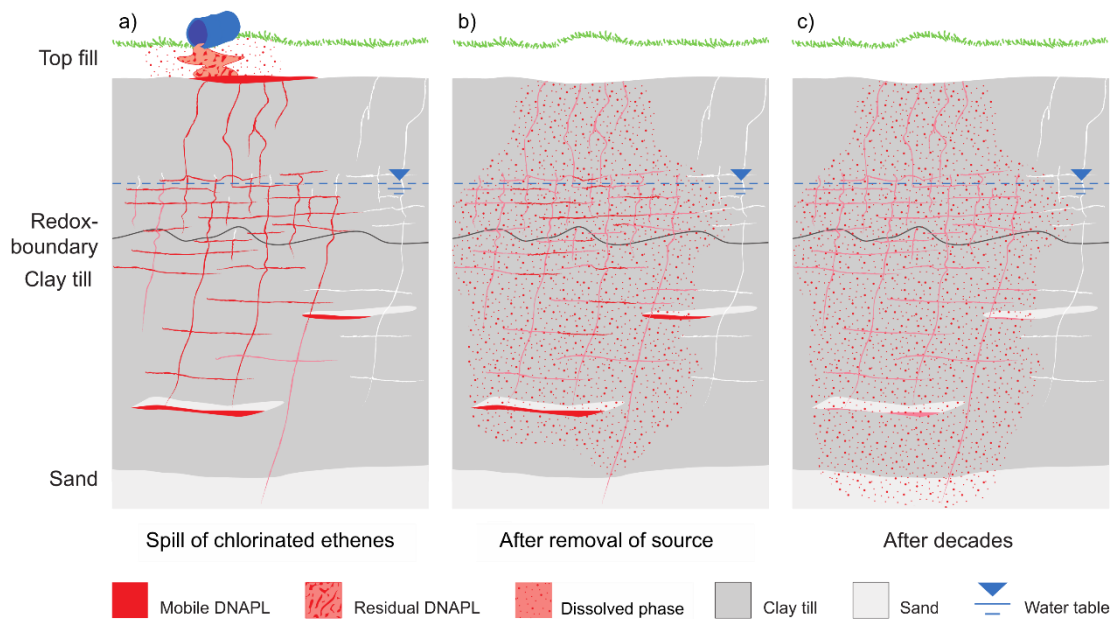 a)
b)
c)
Top fill
Redox-
boundary
Clay till
Sand
Spill of chlorinated ethenes
After removal of source
After decades
Mobile DNAPL
Residual DNAPL
Dissolved phase
Clay till
Sand
Water table